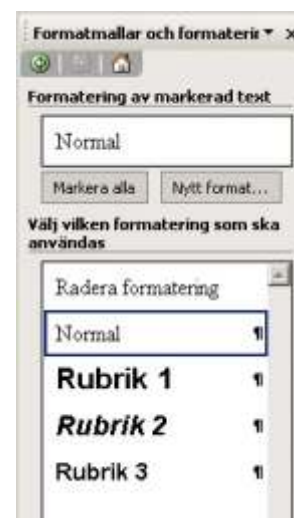 Formatmallar och formaterir
Formatering av markerad text
Normal
Markera alla Nytt format...
Välj vilken formatering som ska
användas
Radera formatering
Normal ¶
Rubrik 1 ¶
Rubrik 2 ¶
Rubrik 3 ¶